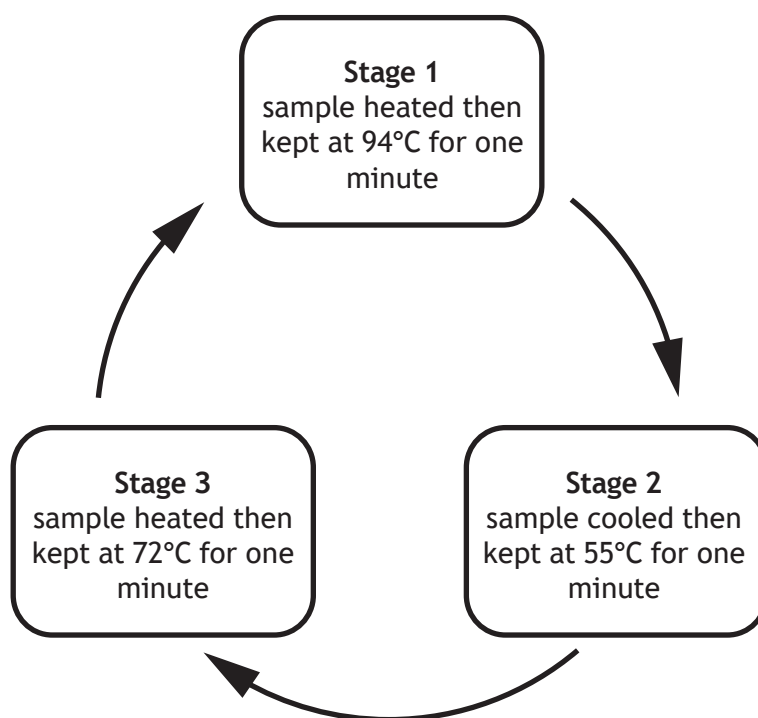 Stage 1
sample heated then
kept at 94°C for one
minute
Stage 3
sample heated then
kept at 72°C for one
minute
Stage 2
sample cooled then
kept at 55°C for one
minute